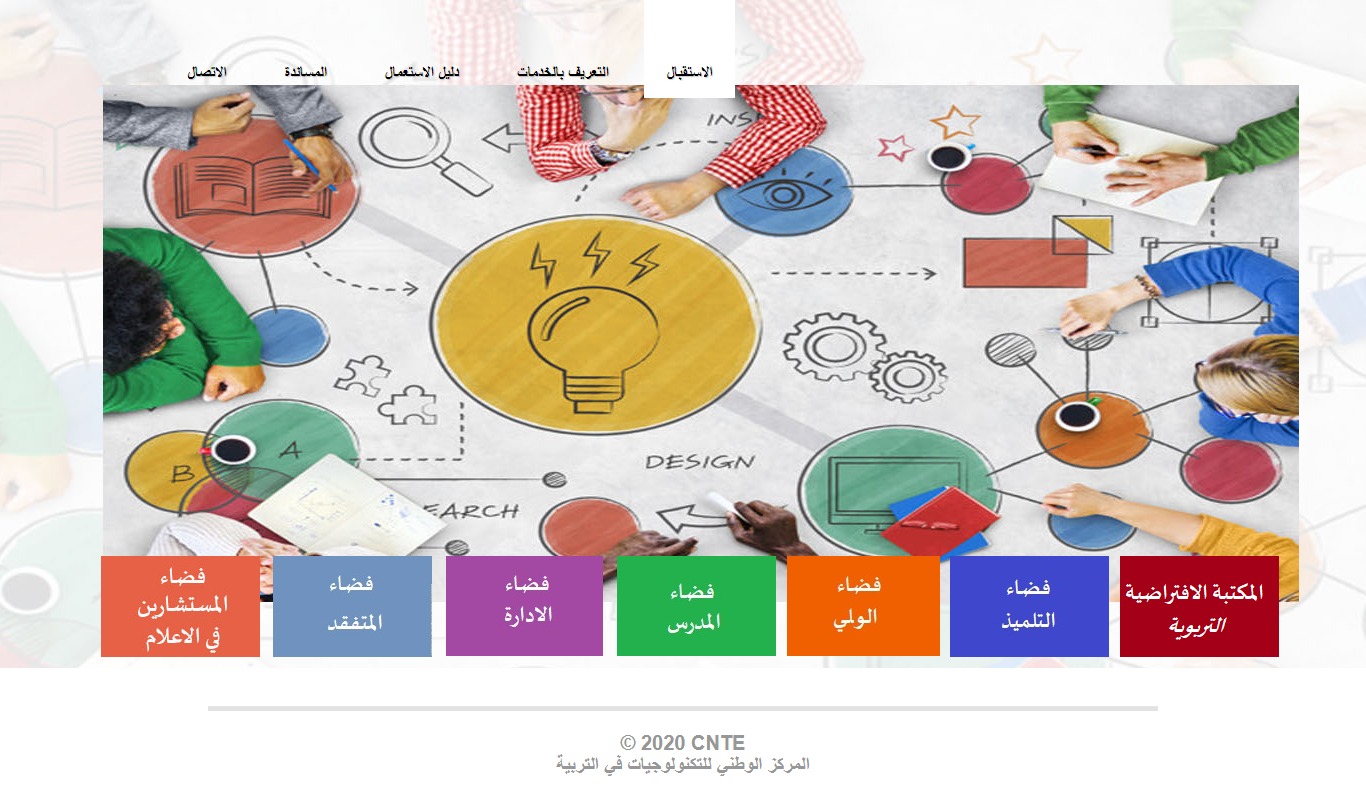 الاستقبال
التعريف بالخدمات
دليل الاستعمال
المساندة
الاتصال
INS
A
B
DESIGN
EARCH
المكتبة الافتراضية
التربوية
فضاء
التلميذ
فضاء
الولي
فضاء
المدرس
فضاء
الادارة
فضاء
المتفقد
فضاء
المستشارين
في الاعلام
© 2020 CNTE
المركز الوطني للتكنولوجيات في التربية